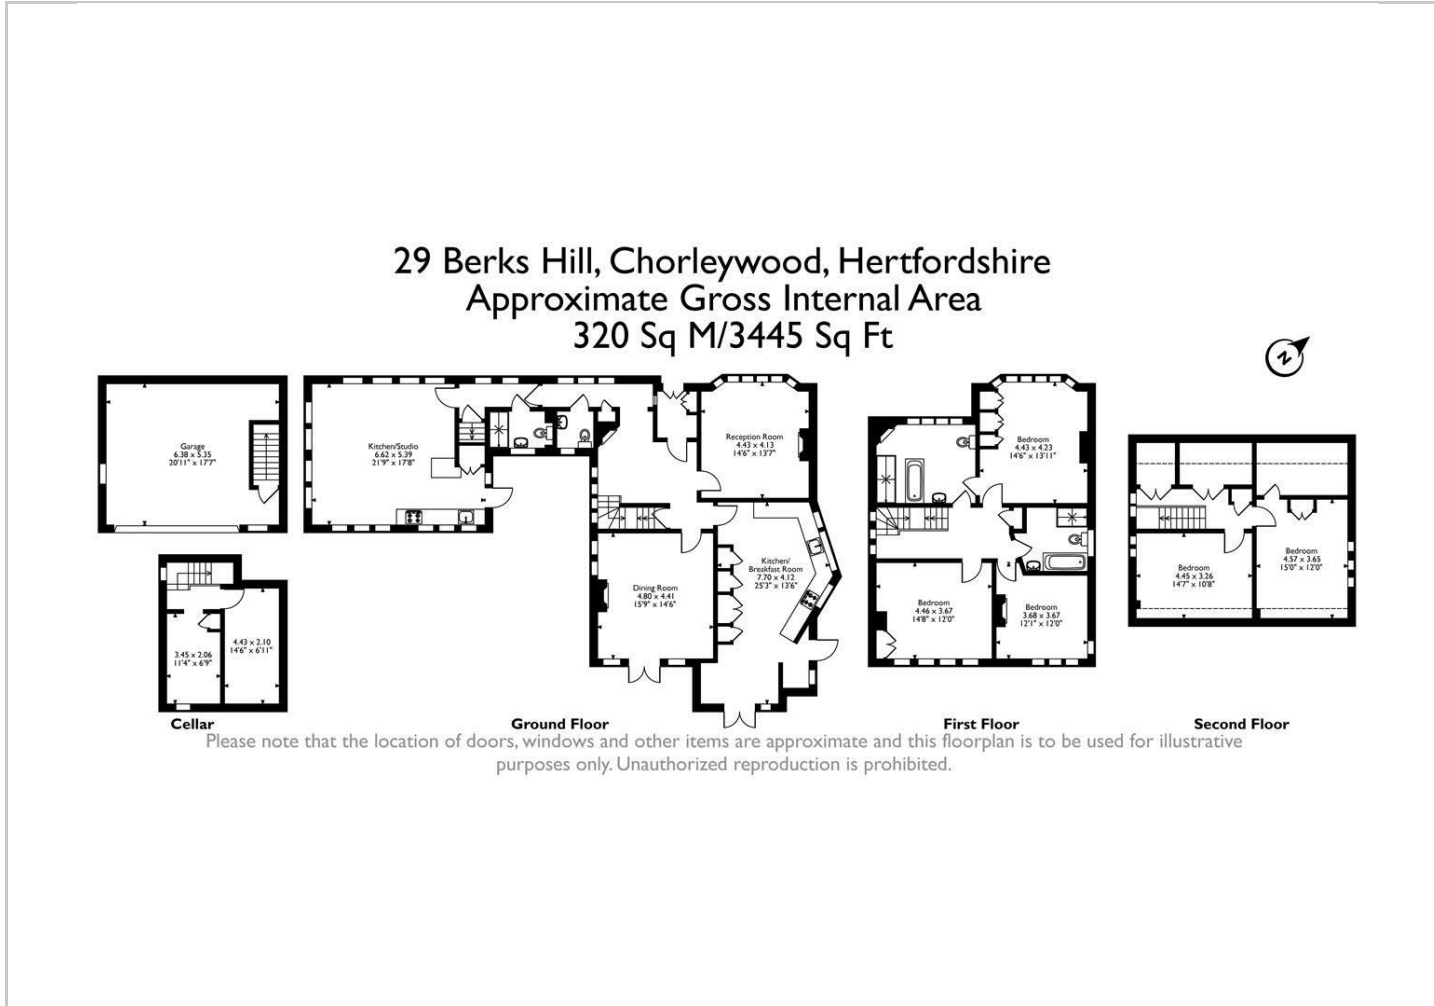 29 Berks Hill, Chorleywood, Hertfordshire
Approximate Gross Internal Area
320 Sq M/3445 Sq Ft
N
Garage
6.38 x 5.35
20'11" x 17'7"
Kitchen/Studio
6.62 x 5.39
21'9" x 17'8"
Reception Room
4.43 x 4.13
14'6" x 13'7"
Kitchen/
Breakfast Room
7.70 x 4.12
25'3" x 13'6"
Dining Room
4.80 x 4.41
15'9" x 14'6"
Bedroom
4.43 x 4.23
14'6" x 13'11"
Bedroom
4.46 x 3.67
14'8" x 12'0"
Bedroom
3.68 x 3.67
12'1" x 12'0"
Bedroom
4.45 x 3.26
14'7" x 10'8"
Bedroom
4.57 x 3.65
15'0" x 12'0"
3.45 x 2.06
11'4" x 6'9"
4.43 x 2.10
14'6" x 6'11"
Cellar
Ground Floor
First Floor
Second Floor
Please note that the location of doors, windows and other items are approximate and this floorplan is to be used for illustrative
purposes only. Unauthorized reproduction is prohibited.